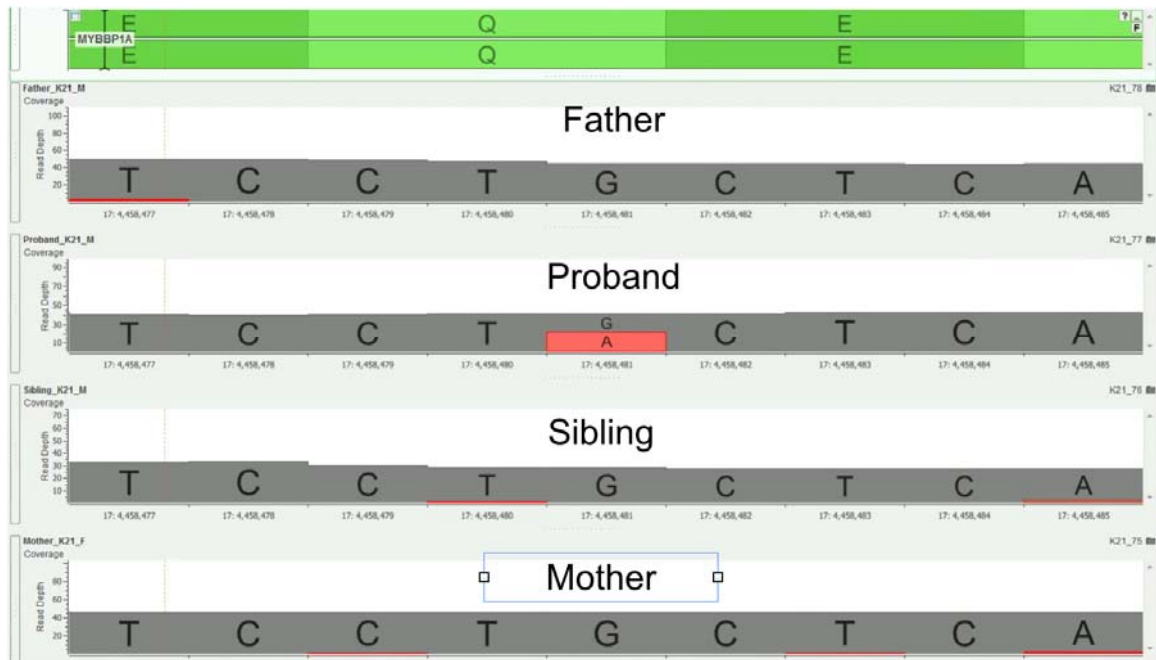 E Q E
MYBBP1A
E Q E
? _
F
Father_K21_M K21_78
Coverage
Father
Read Depth
100
80
60
40
20
T C C T G C T C A
17: 4,458,477 17: 4,458,478 17: 4,458,479 17: 4,458,480 17: 4,458,481 17: 4,458,482 17: 4,458,483 17: 4,458,484 17: 4,458,485
Proband_K21_M K21_77
Coverage
Proband
Read Depth
90
70
50
30
10
G
T C C T A C T C A
17: 4,458,477 17: 4,458,478 17: 4,458,479 17: 4,458,480 17: 4,458,481 17: 4,458,482 17: 4,458,483 17: 4,458,484 17: 4,458,485
Sibling_K21_M K21_76
Coverage
Sibling
Read Depth
70
60
50
40
30
20
10
T C C T G C T C A
17: 4,458,477 17: 4,458,478 17: 4,458,479 17: 4,458,480 17: 4,458,481 17: 4,458,482 17: 4,458,483 17: 4,458,484 17: 4,458,485
Mother_K21_F K21_75
Coverage
Mother
Read Depth
80
60
40
20
T C C T G C T C A